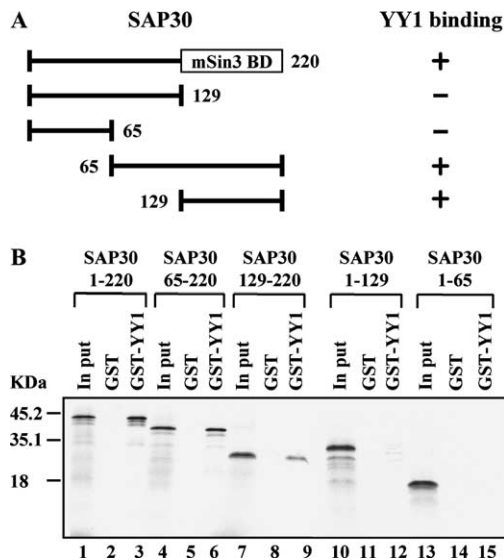 A SAP30 YY1 binding
mSin3 BD 220 +
129 −
65 −
65 +
129 +
B SAP30 SAP30 SAP30 SAP30 SAP30
1-220 65-220 129-220 1-129 1-65
In put GST GST-YY1 In put GST GST-YY1 In put GST GST-YY1 In put GST GST-YY1 In put GST GST-YY1
KDa
45.2
35.1
18
1 2 3 4 5 6 7 8 9 10 11 12 13 14 15